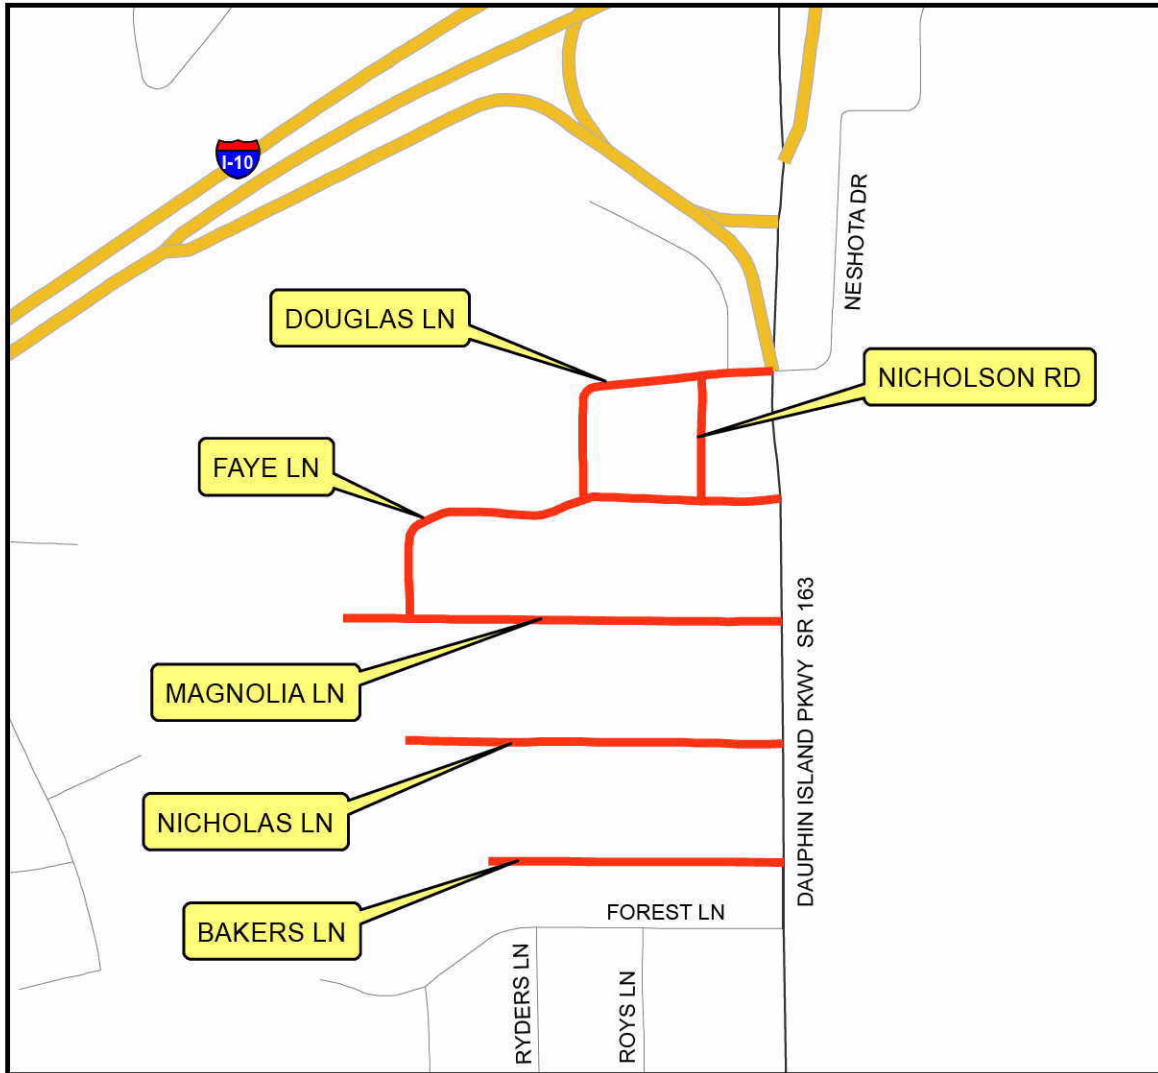 I-10
NESHOTA DR
DOUGLAS LN
NICHOLSON RD
FAYE LN
MAGNOLIA LN
DAUPHIN ISLAND PKWY SR 163
NICHOLAS LN
BAKERS LN
FOREST LN
RYDERS LN
ROYS LN